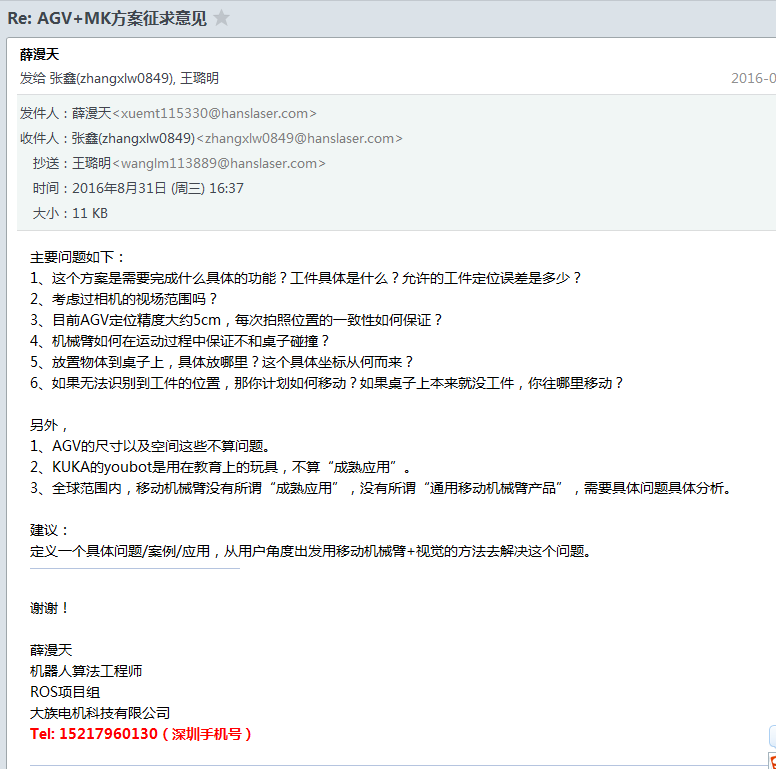 Re: AGV+MK方案征求意见
薛漫天
发给 张鑫(zhangxlw0849), 王璐明
2016-0
发件人：薛漫天<xuemt115330@hanslaser.com>
收件人：张鑫(zhangxlw0849)<zhangxlw0849@hanslaser.com>
抄送：王璐明<wanglm113889@hanslaser.com>
时间：2016年8月31日 (周三) 16:37
大小：11 KB
主要问题如下：
1、这个方案是需要完成什么具体的功能？工件具体是什么？允许的工件定位误差是多少？
2、考虑过相机的视场范围吗？
3、目前AGV定位精度大约5cm，每次拍照位置的一致性如何保证？
4、机械臂如何在运动过程中保证不和桌子碰撞？
5、放置物体到桌子上，具体放哪里？这个具体坐标从何而来？
6、如果无法识别到工件的位置，那你计划如何移动？如果桌子上本来就没工件，你往哪里移动？
另外，
1、AGV的尺寸以及空间这些不算问题。
2、KUKA的youbot是用在教育上的玩具，不算“成熟应用”。
3、全球范围内，移动机械臂没有所谓“成熟应用”，没有所谓“通用移动机械臂产品”，需要具体问题具体分析。
建议：
定义一个具体问题/案例/应用，从用户角度出发用移动机械臂+视觉的方法去解决这个问题。
谢谢！
薛漫天
机器人算法工程师
ROS项目组
大族电机科技有限公司
Tel: 15217960130（深圳手机号）